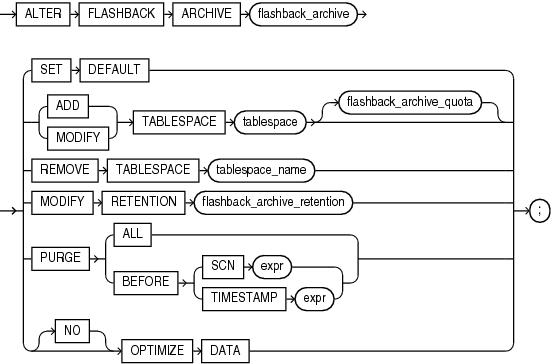 ALTER FLASHBACK ARCHIVE flashback_archive
SET DEFAULT
ADD
MODIFY
TABLESPACE tablespace flashback_archive_quota
REMOVE TABLESPACE tablespace_name
MODIFY RETENTION flashback_archive_retention
PURGE
ALL
BEFORE
SCN expr
TIMESTAMP expr
NO
OPTIMIZE DATA
;